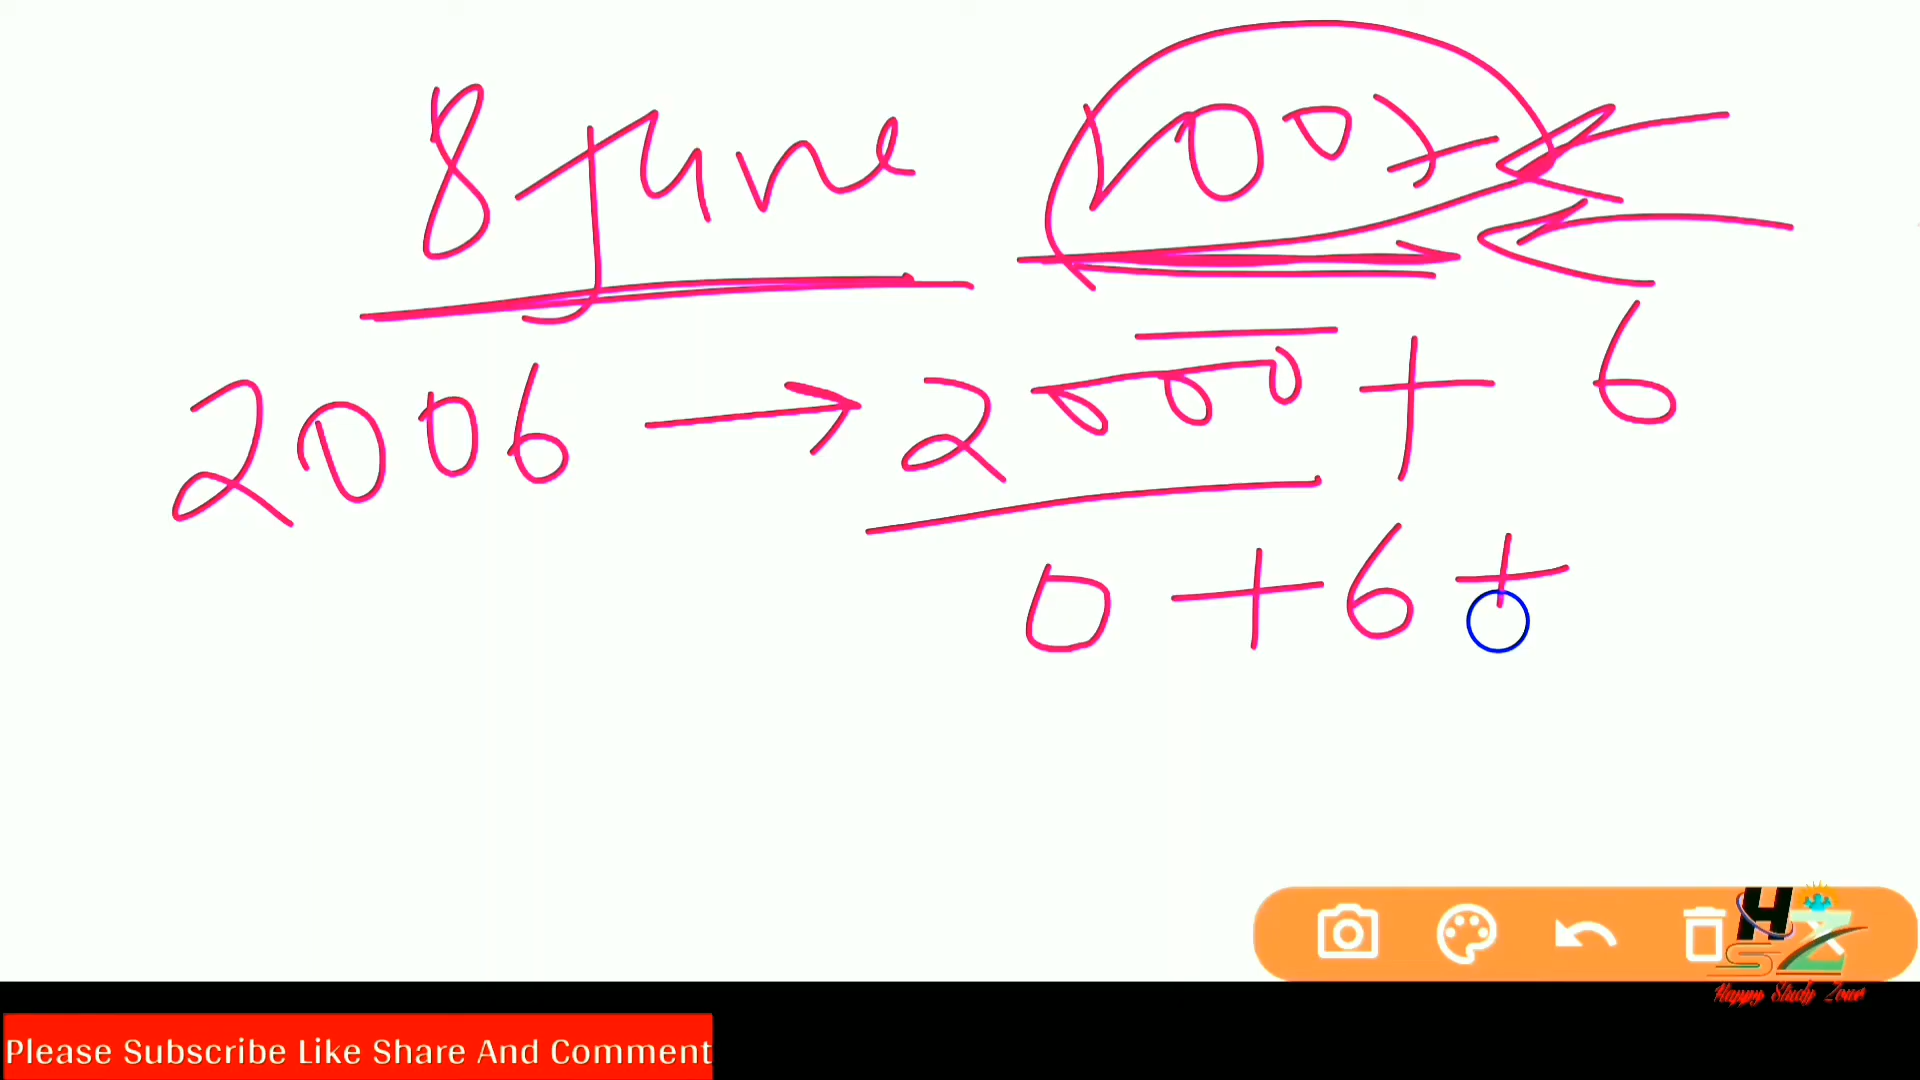 8 June 2007
2006 → 2000 + 6
0 + 6 +
Happy Study Zone
Please Subscribe Like Share And Comment